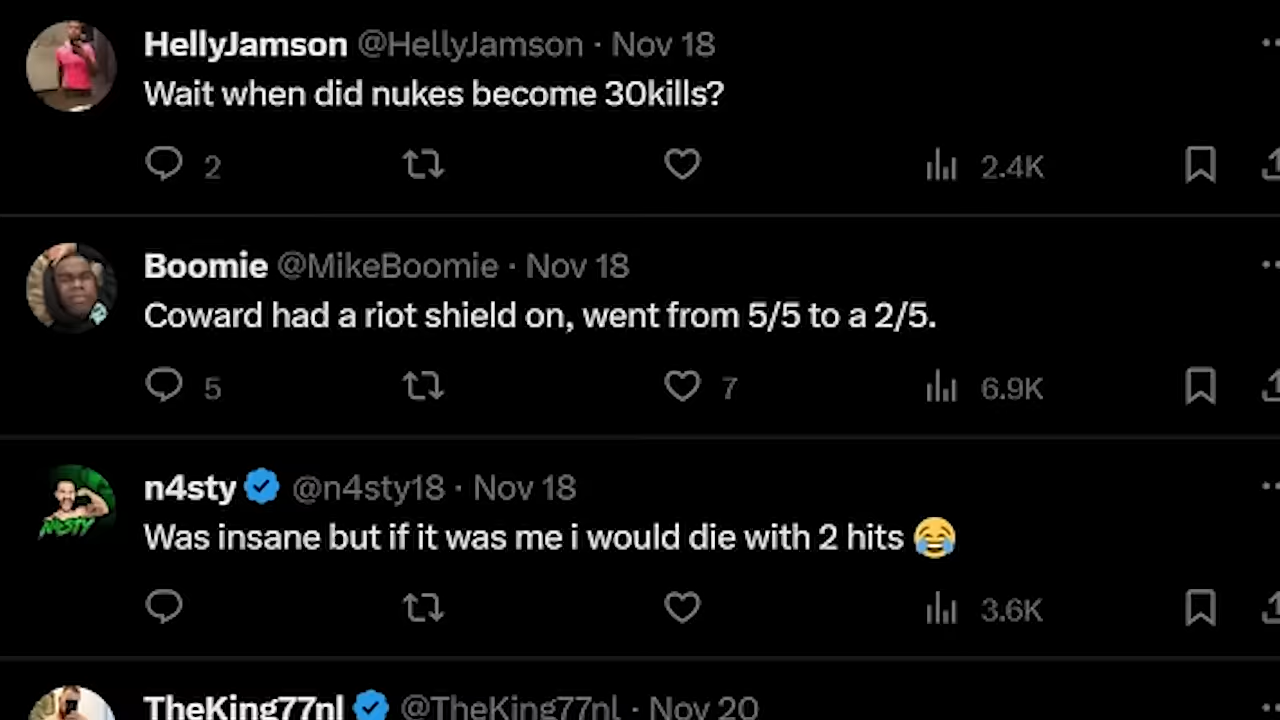 HellyJamson @HellyJamson · Nov 18
Wait when did nukes become 30kills?
2 2.4K
Boomie @MikeBoomie · Nov 18
Coward had a riot shield on, went from 5/5 to a 2/5.
5 7 6.9K
n4sty @n4sty18 · Nov 18
Was insane but if it was me i would die with 2 hits 😂
3.6K
NASTY
TheKing77nl @TheKing77nl · Nov 20